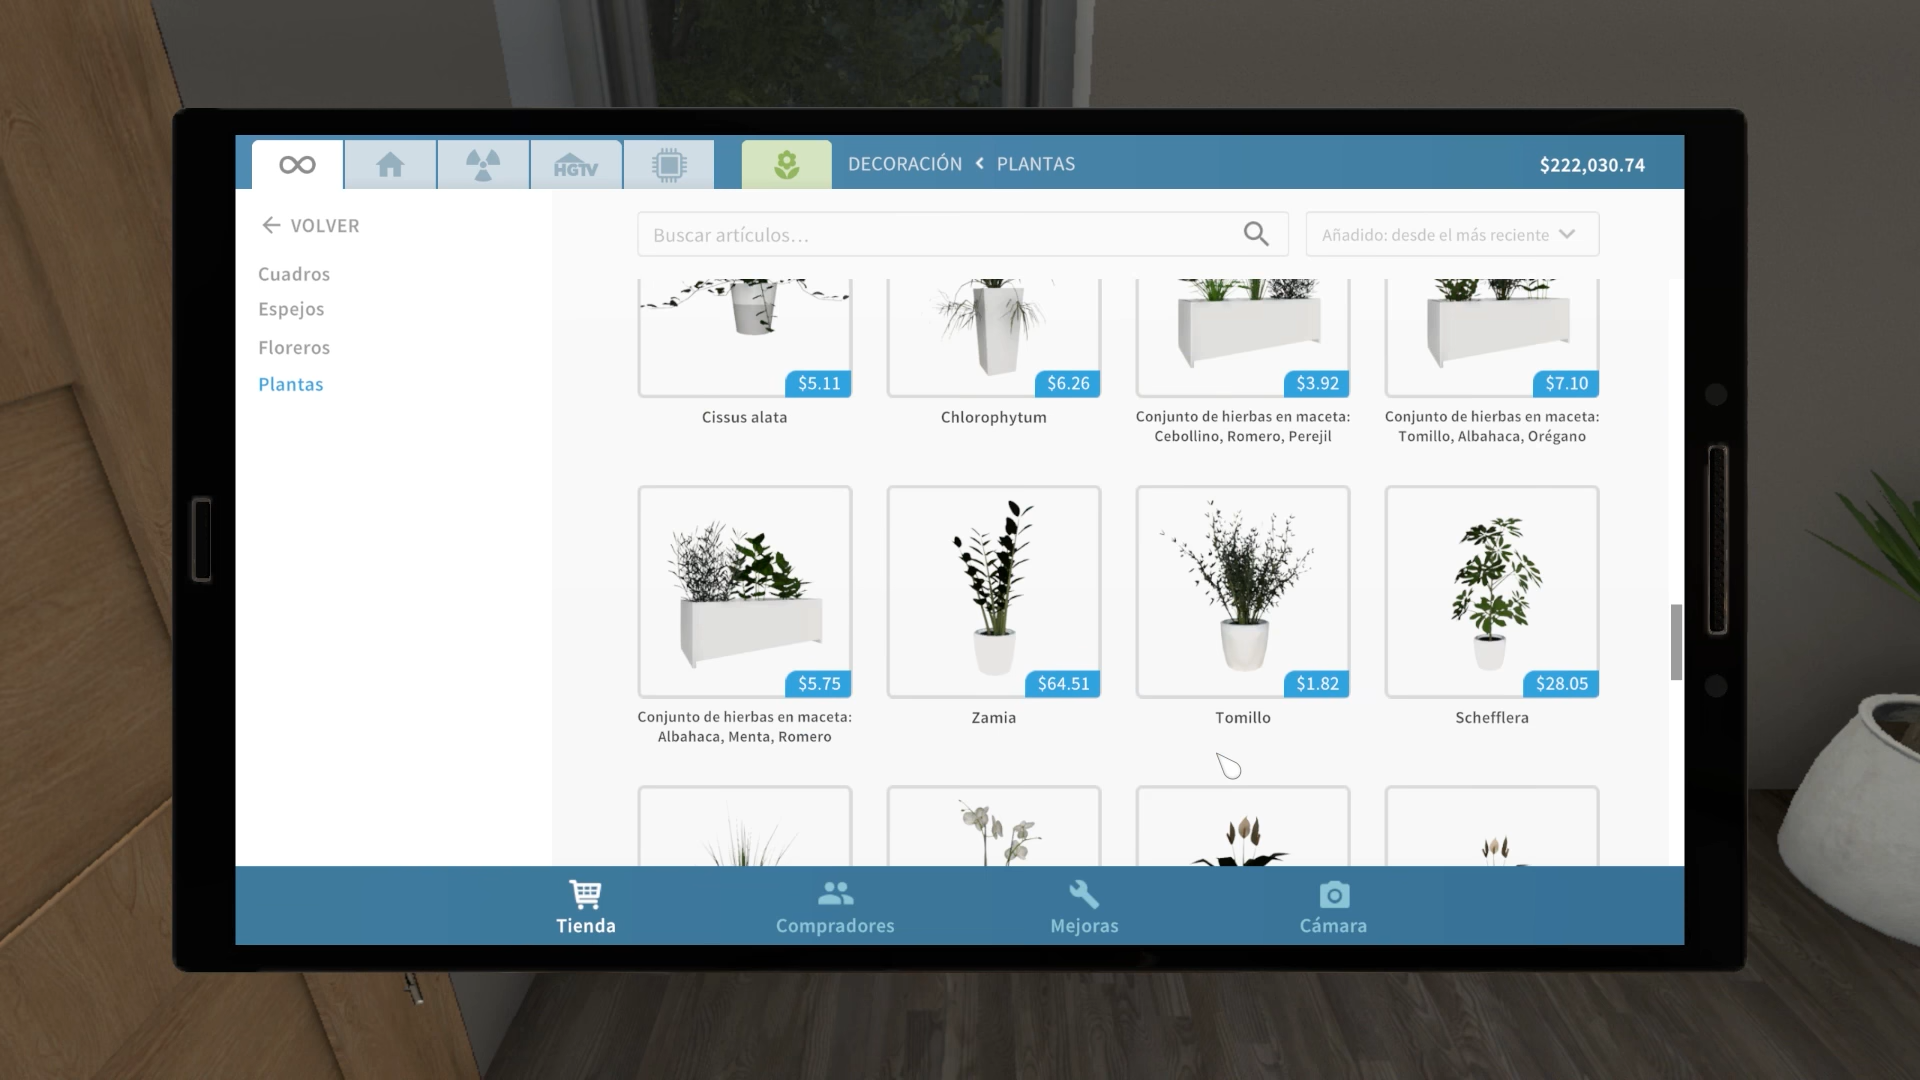 HGTV
DECORACIÓN < PLANTAS
$222,030.74
← VOLVER
Cuadros
Espejos
Floreros
Plantas
Buscar artículos...
Añadido: desde el más reciente
$5.11
$6.26
$3.92
$7.10
Cissus alata
Chlorophytum
Conjunto de hierbas en maceta:
Cebollino, Romero, Perejil
Conjunto de hierbas en maceta:
Tomillo, Albahaca, Orégano
$5.75
$64.51
$1.82
$28.05
Conjunto de hierbas en maceta:
Albahaca, Menta, Romero
Zamia
Tomillo
Schefflera
Tienda
Compradores
Mejoras
Cámara